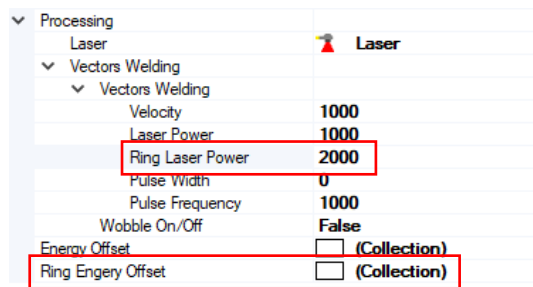 Processing
Laser Laser
Vectors Welding
Vectors Welding
Velocity 1000
Laser Power 1000
Ring Laser Power 2000
Pulse Width 0
Pulse Frequency 1000
Wobble On/Off False
Energy Offset (Collection)
Ring Engery Offset (Collection)